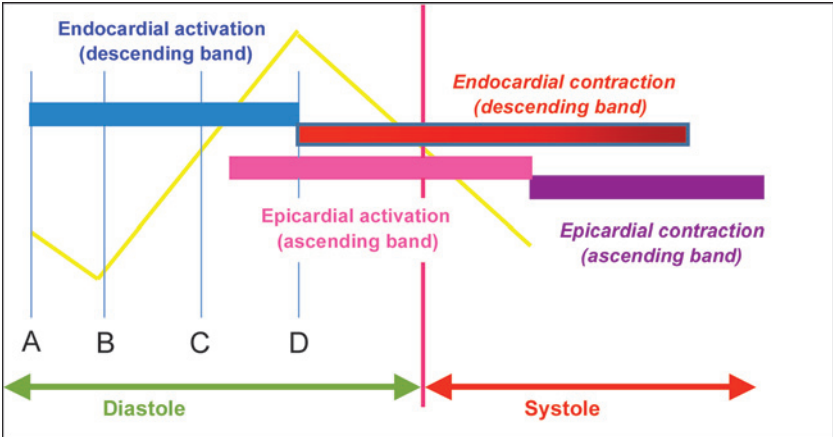 Endocardial activation
(descending band)
Endocardial contraction
(descending band)
Epicardial activation
(ascending band)
Epicardial contraction
(ascending band)
A B C D
Diastole
Systole